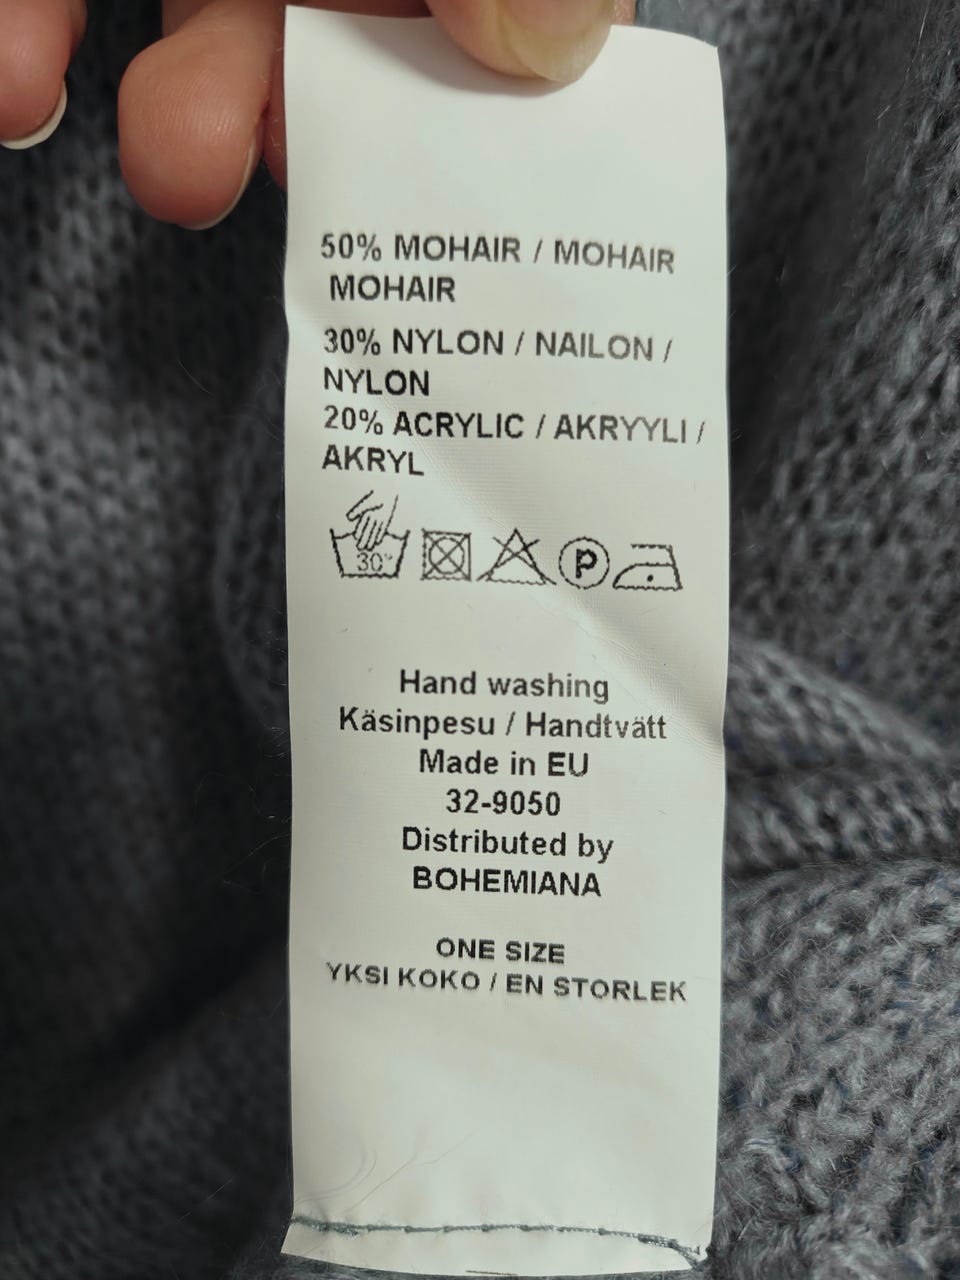 50% MOHAIR / MOHAIR
MOHAIR
30% NYLON / NAILON /
NYLON
20% ACRYLIC / AKRYYLI /
AKRYL
30°
P
Hand washing
Käsinpesu / Handtvätt
Made in EU
32-9050
Distributed by
BOHEMIANA
ONE SIZE
YKSI KOKO / EN STORLEK